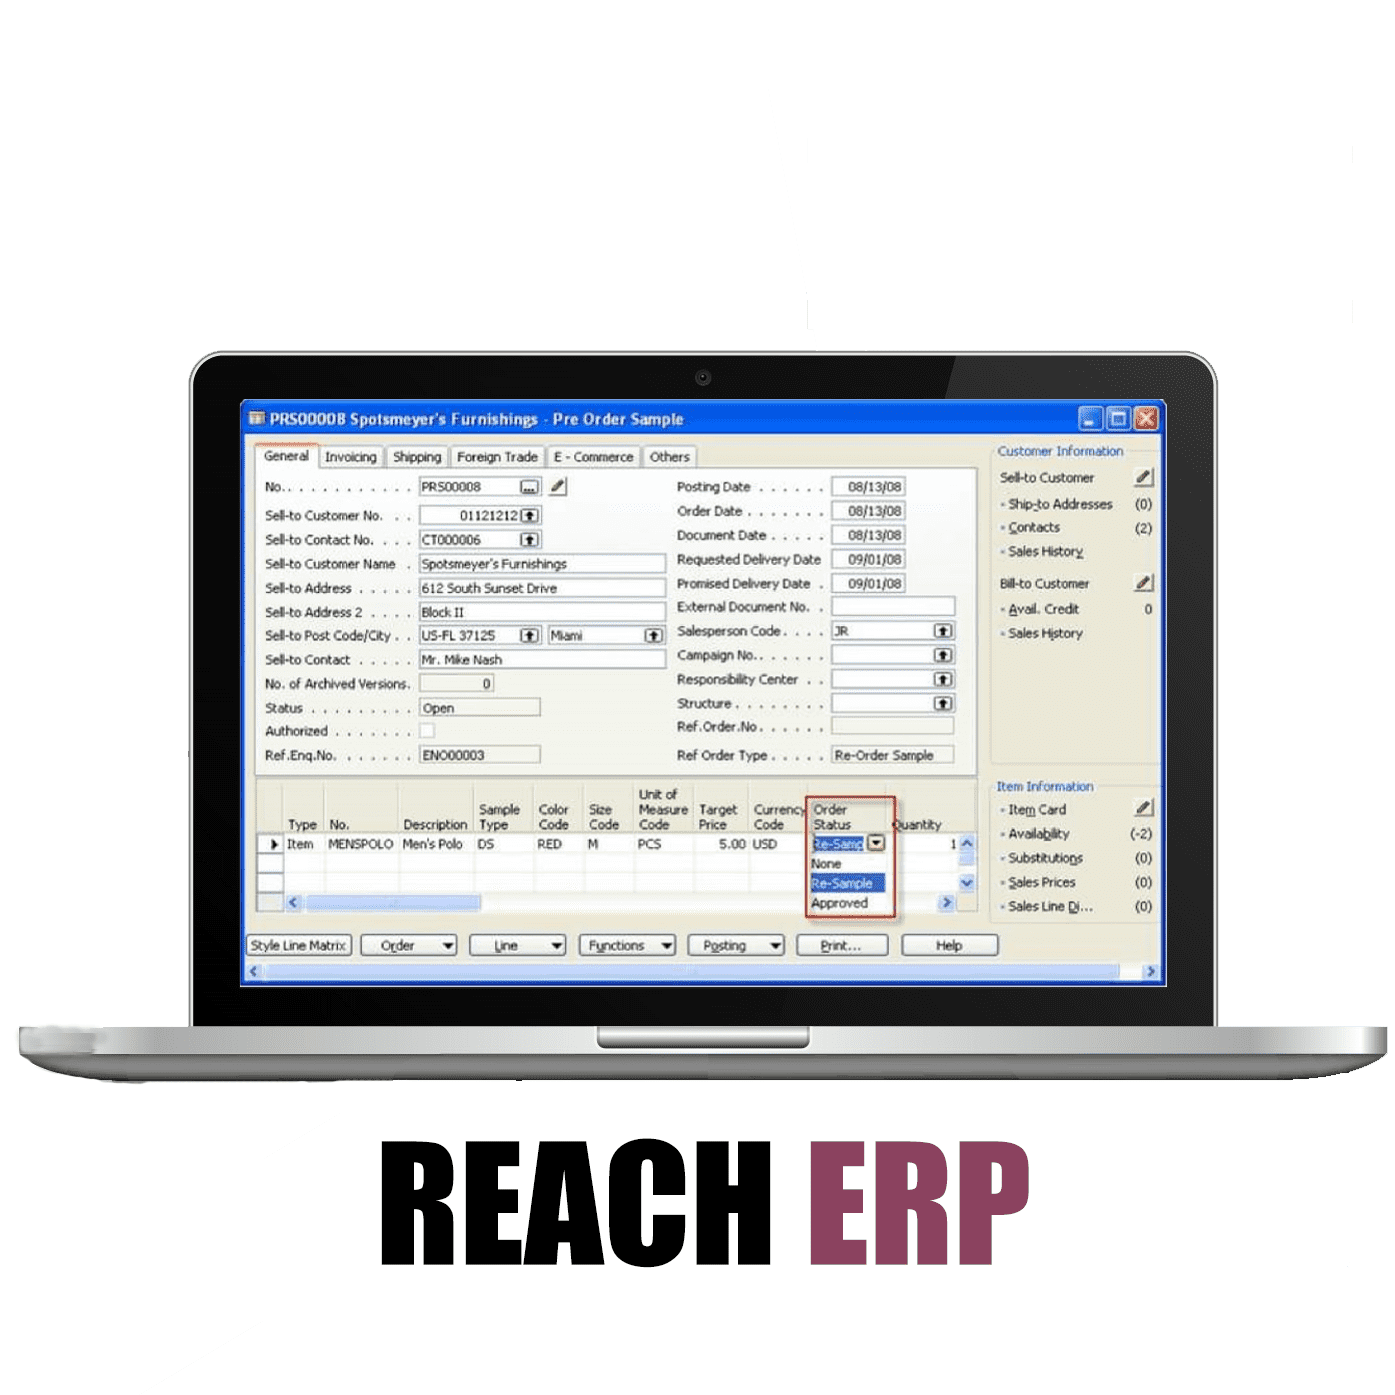 PRS00008 Spotsmeyer's Furnishings - Pre Order Sample
General Invoicing Shipping Foreign Trade E - Commerce Others
No. . . . . . . . . . . . PRS00008 ...
Sell-to Customer No. . . . 01121212
Sell-to Contact No. . . . . CT000006
Sell-to Customer Name . Spotsmeyer's Furnishings
Sell-to Address . . . . . 612 South Sunset Drive
Sell-to Address 2 . . . . Block II
Sell-to Post Code/City . . US-FL 37125 Miami
Sell-to Contact . . . . . Mr. Mike Nash
No. of Archived Versions. 0
Status . . . . . . . . . Open
Authorized . . . . . . .
Ref.Enq.No. . . . . . . ENO00003
Posting Date . . . . . . 08/13/08
Order Date . . . . . . . 08/13/08
Document Date . . . . . 08/13/08
Requested Delivery Date 09/01/08
Promised Delivery Date . 09/01/08
External Document No. . .
Salesperson Code . . . . JR
Campaign No. . . . . .
Responsibility Center . .
Structure . . . . . . . .
Ref.Order.No. . . . . .
Ref Order Type . . . . . Re-Order Sample
Customer Information
Sell-to Customer
Ship-to Addresses (0)
Contacts (2)
Sales History
Bill-to Customer
Avail. Credit 0
Sales History
Type No. Description Sample Type Color Code Size Code Unit of Measure Code Target Price Currency Code Order Status Quantity
Item MENSPOLO Men's Polo DS RED M PCS 5.00 USD Re-Samp 1
None
Re-Sample
Approved
Item Information
Item Card
Availability (-2)
Substitutions (0)
Sales Prices (0)
Sales Line Di... (0)
Style Line Matrix Order Line Functions Posting Print... Help
REACH ERP